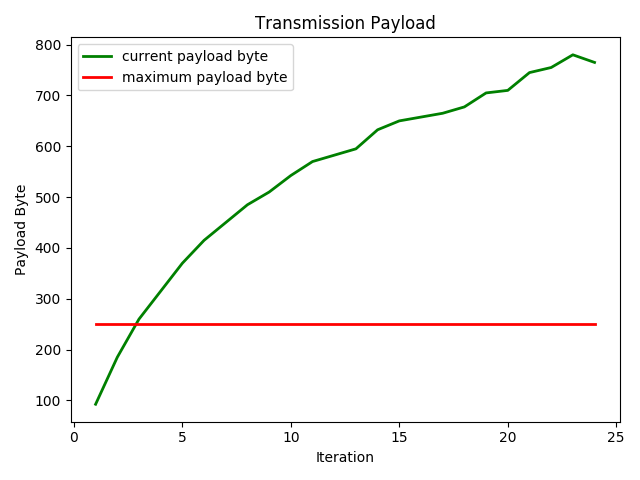 Transmission Payload
current payload byte
maximum payload byte
Payload Byte
800
700
600
500
400
300
200
100
0 5 10 15 20 25
Iteration